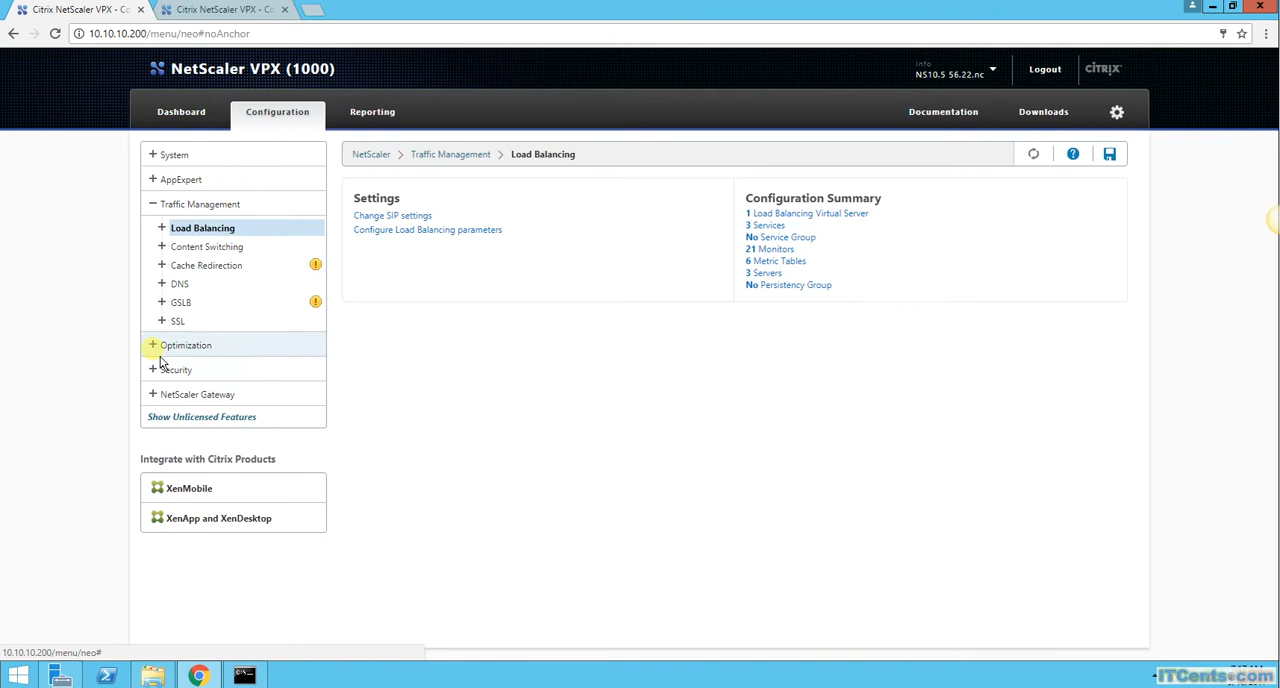 Citrix NetScaler VPX - Co
Citrix NetScaler VPX - Co
10.10.10.200/menu/neo#noAnchor
NetScaler VPX (1000)
Info
NS10.5 56.22.nc
Logout
CİTRIX
Dashboard
Configuration
Reporting
Documentation
Downloads
System
AppExpert
Traffic Management
Load Balancing
Content Switching
Cache Redirection
DNS
GSLB
SSL
Optimization
Security
NetScaler Gateway
Show Unlicensed Features
Integrate with Citrix Products
XenMobile
XenApp and XenDesktop
NetScaler > Traffic Management > Load Balancing
Settings
Change SIP settings
Configure Load Balancing parameters
Configuration Summary
1 Load Balancing Virtual Server
3 Services
No Service Group
21 Monitors
6 Metric Tables
3 Servers
No Persistency Group
10.10.10.200/menu/neo#
ITCents.com